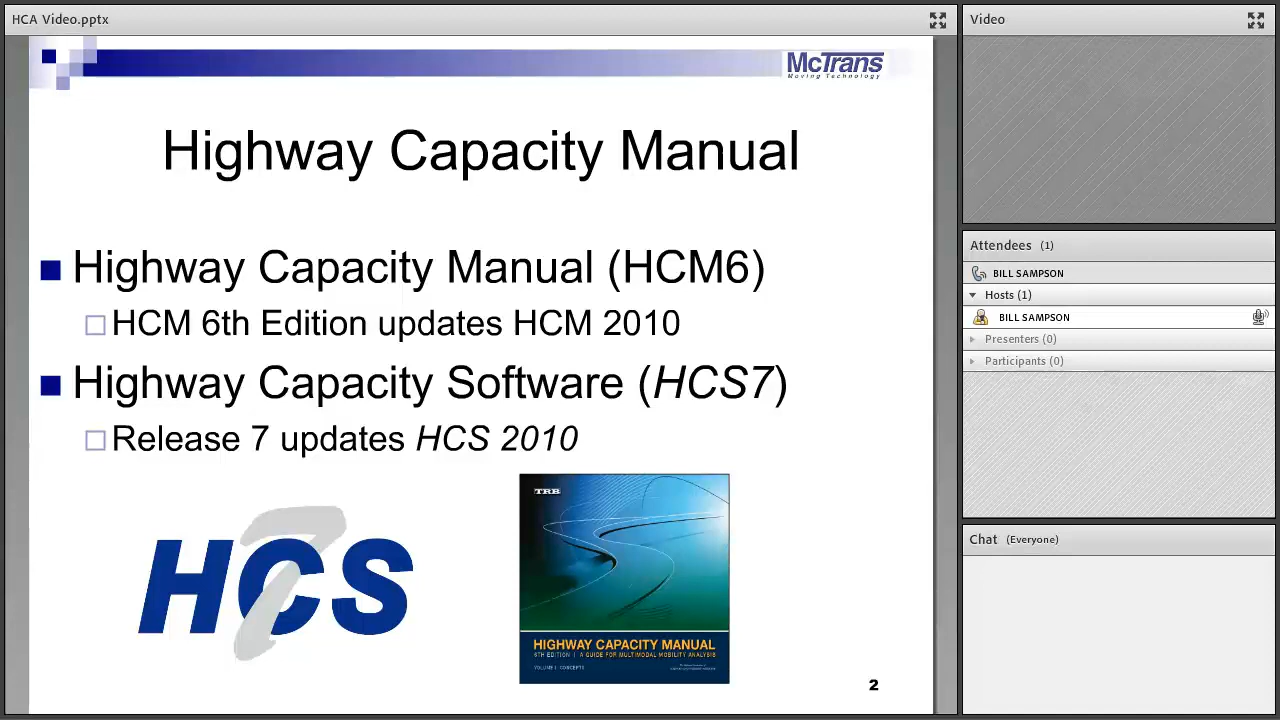 HCA Video.pptx
McTrans
Moving Technology
Highway Capacity Manual
Highway Capacity Manual (HCM6)
HCM 6th Edition updates HCM 2010
Highway Capacity Software (HCS7)
Release 7 updates HCS 2010
HCS
7
TRB
HIGHWAY CAPACITY MANUAL
6TH EDITION | A GUIDE FOR MULTIMODAL MOBILITY ANALYSIS
VOLUME 1: CONCEPTS
2
Video
Attendees (1)
BILL SAMPSON
Hosts (1)
BILL SAMPSON
Presenters (0)
Participants (0)
Chat (Everyone)